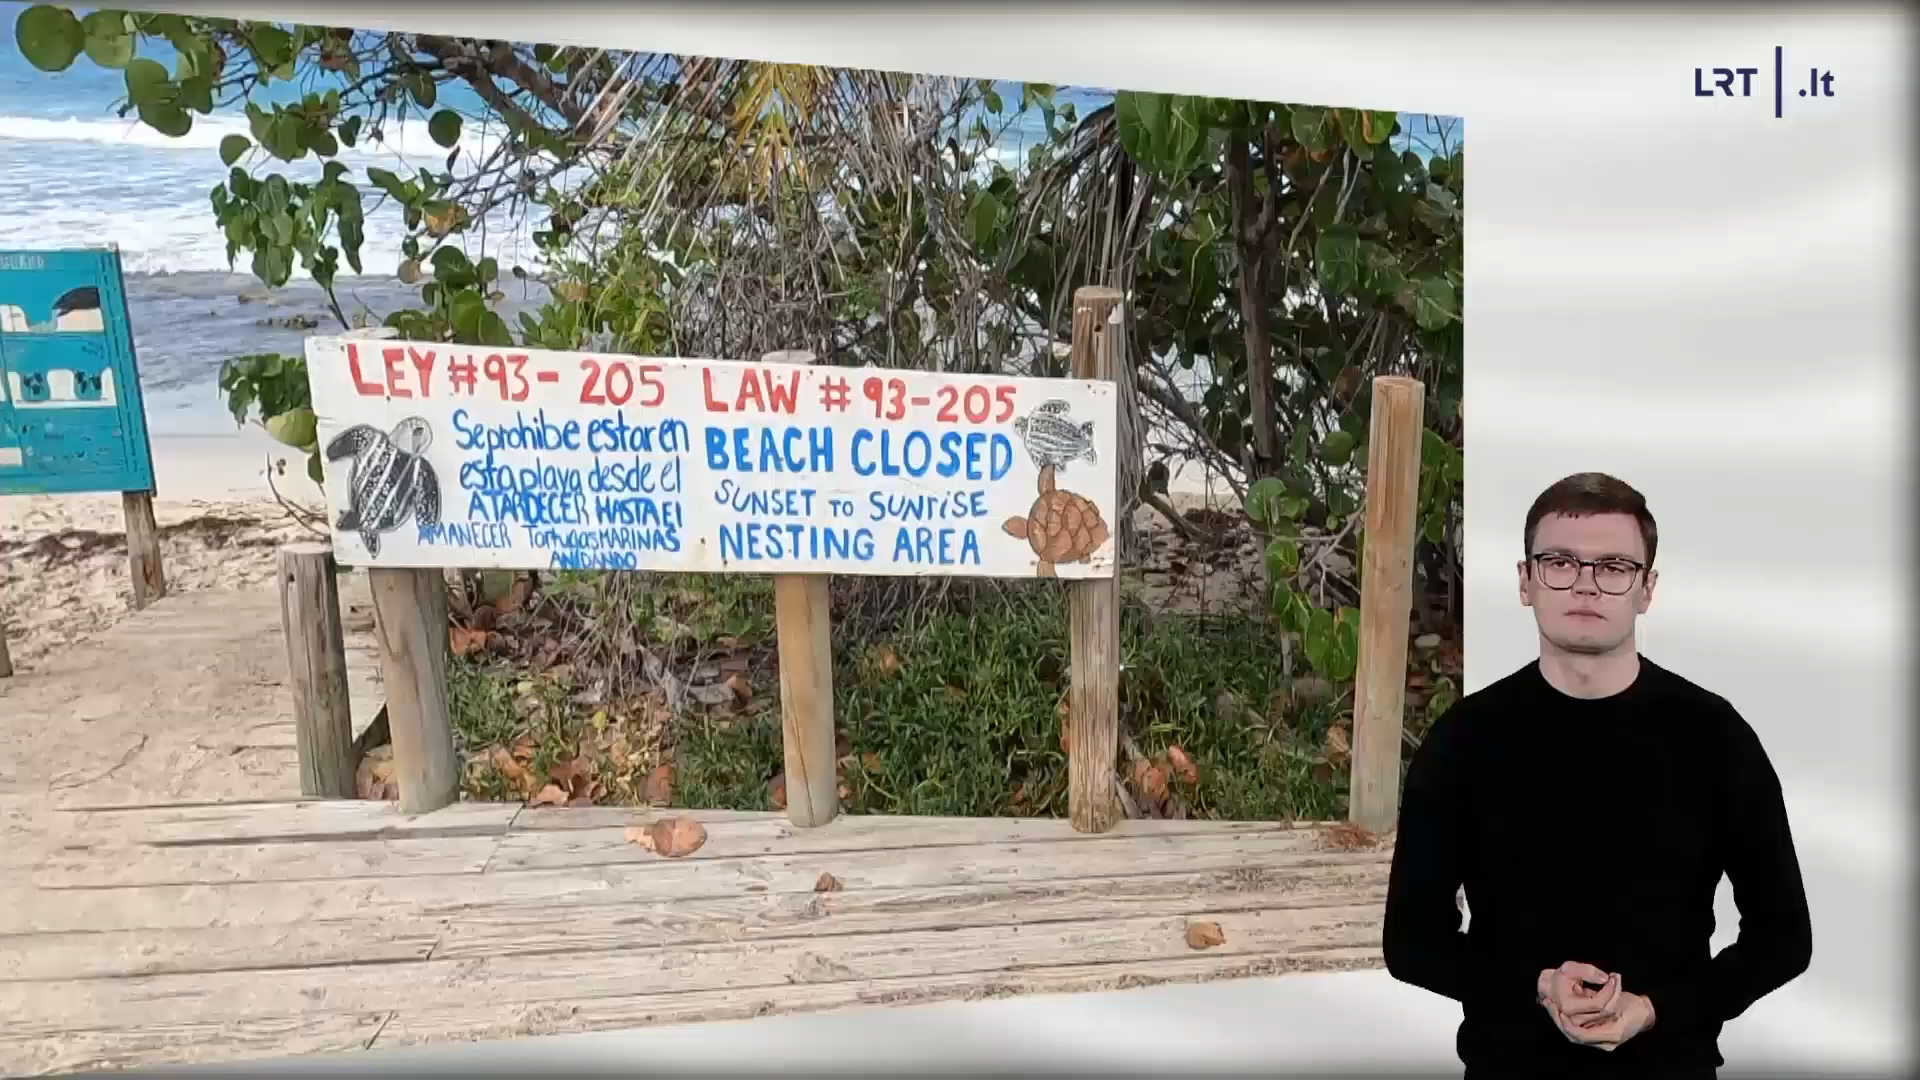 LRT | .lt
LEY #93-205
Se prohibe estar en
esta playa desde el
ATARDECER HASTA El
AMANECER Tortugas MARINAS
ANIDANDO
LAW #93-205
BEACH CLOSED
SUNSET TO SUNriSE
NESTING AREA